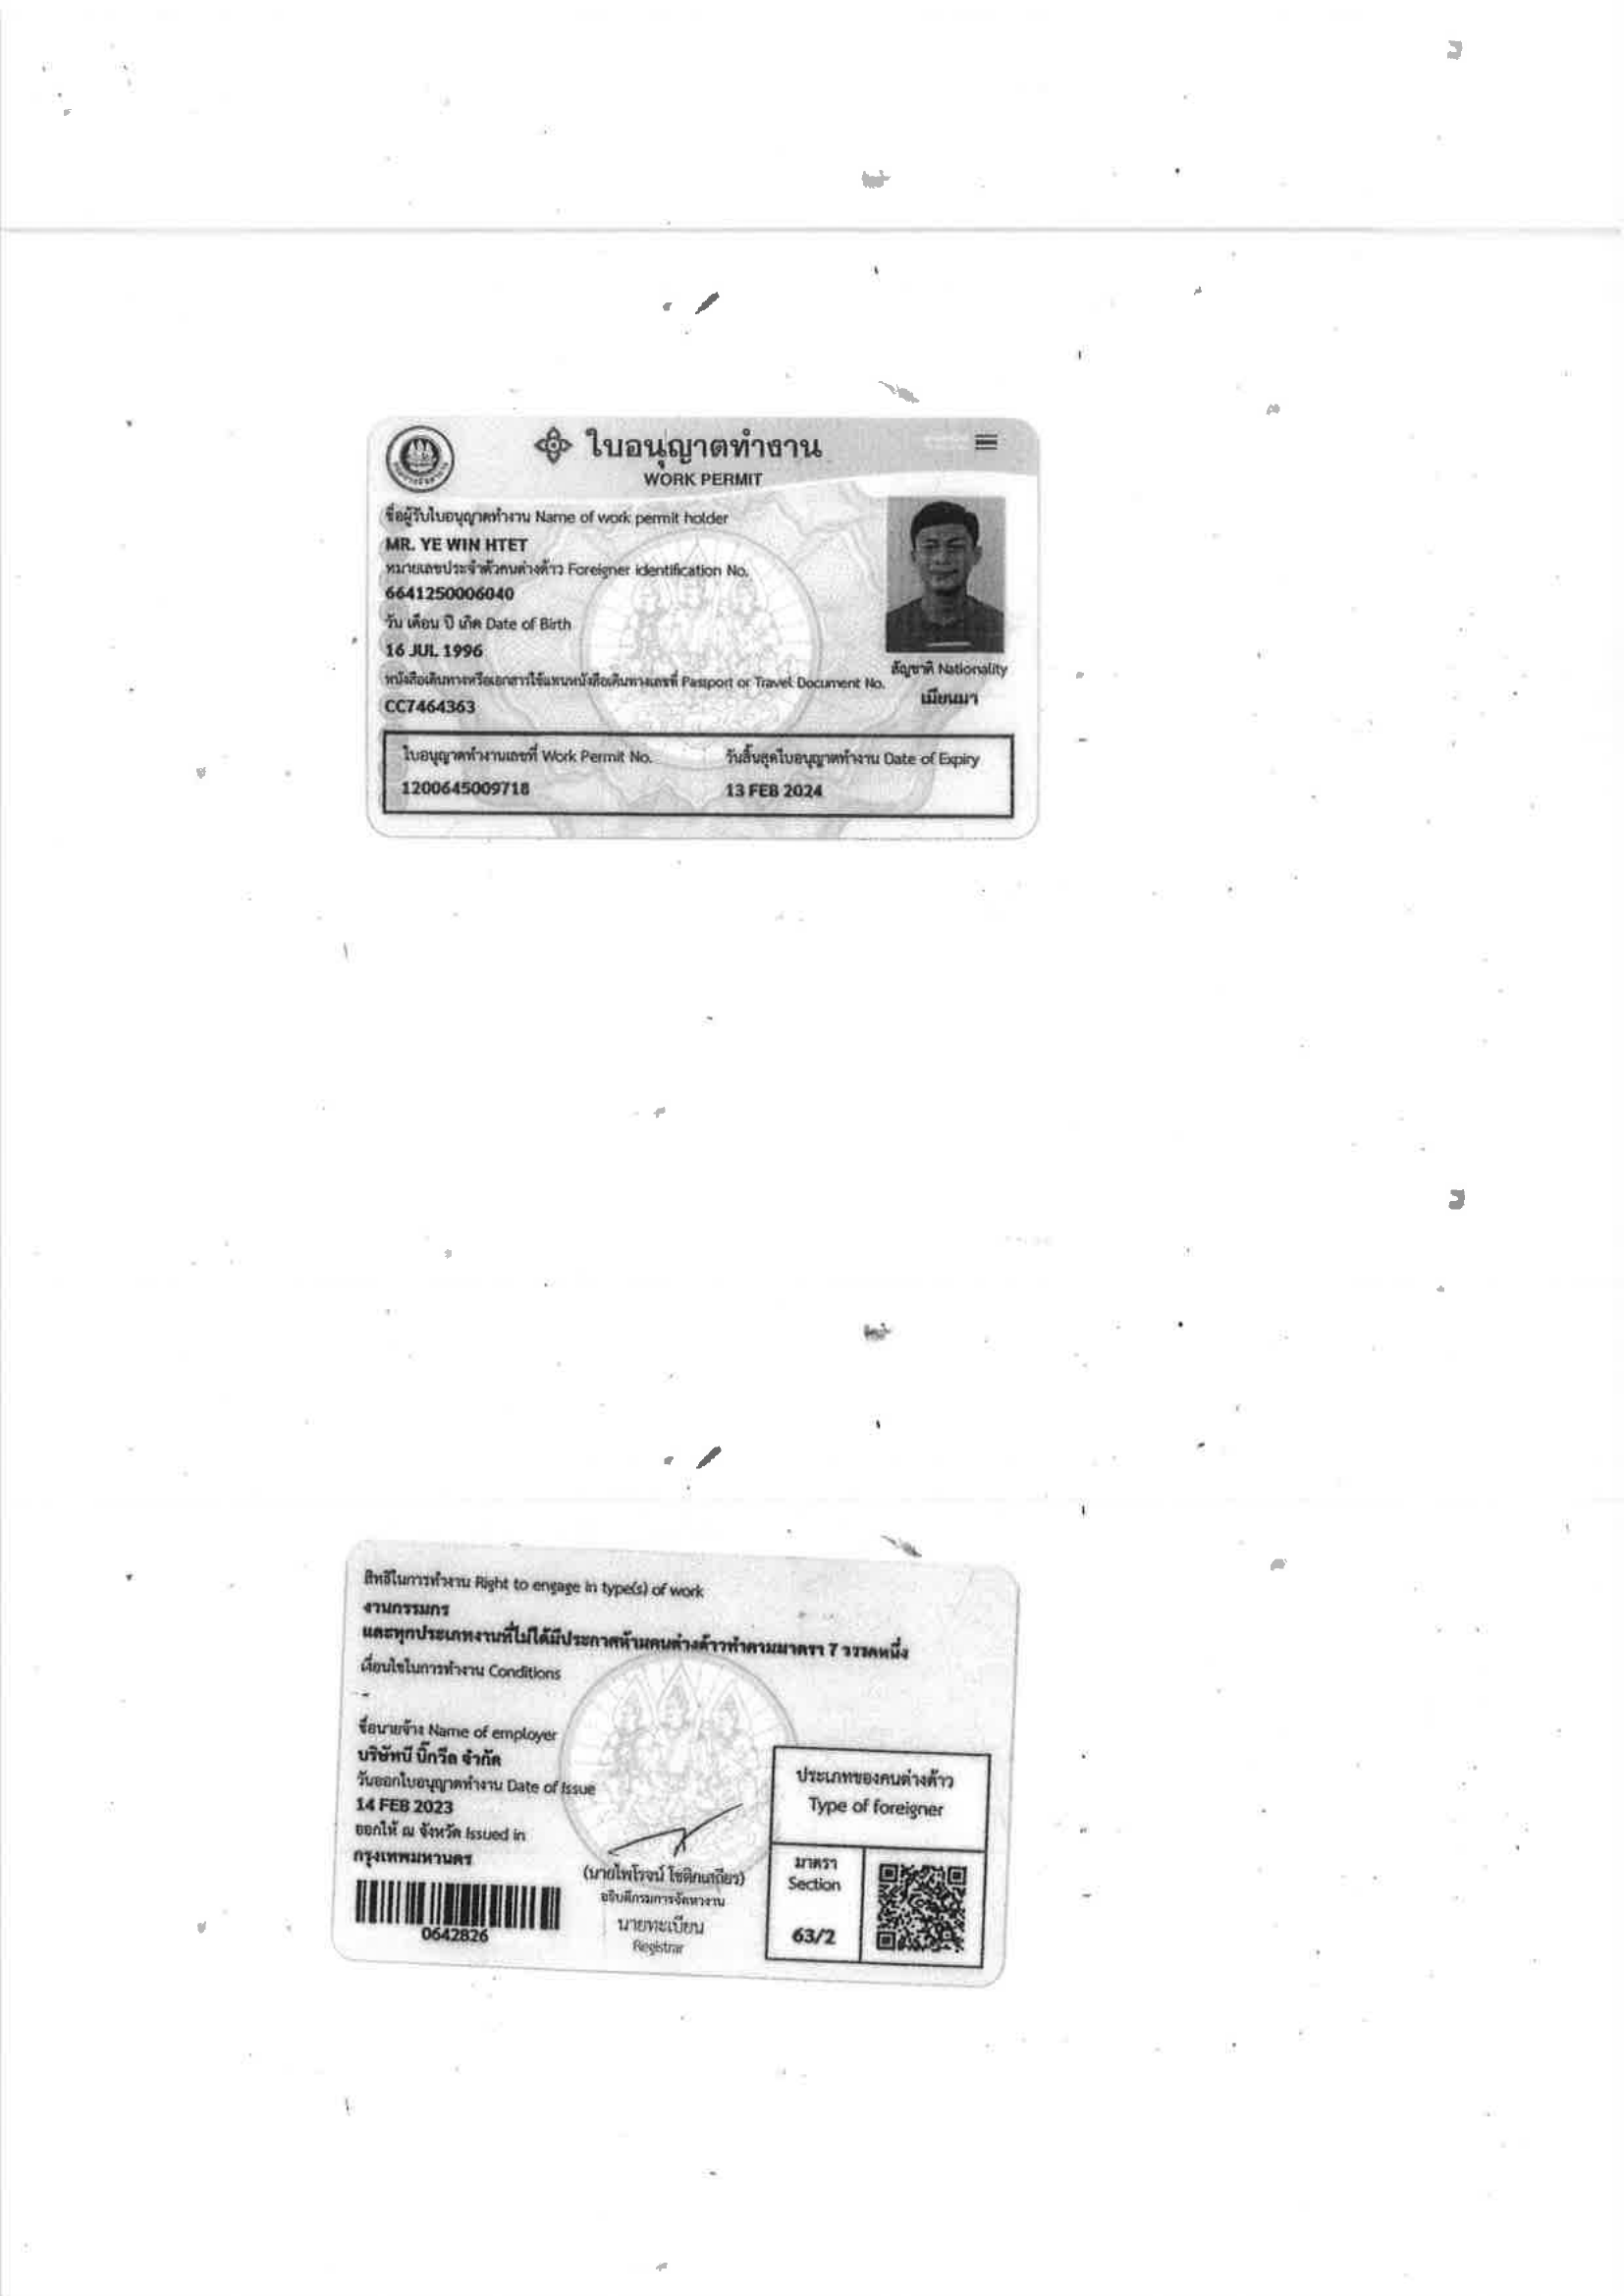 ใบอนุญาตทำงาน
WORK PERMIT
ชื่อผู้รับใบอนุญาตทำงาน Name of work permit holder
MR. YE WIN HTET
หมายเลขประจำตัวคนต่างด้าว Foreigner identification No.
6641250006040
วัน เดือน ปี เกิด Date of Birth
16 JUL 1996
หนังสือเดินทางหรือเอกสารใช้แทนหนังสือเดินทางเลขที่ Passport or Travel Document No.
CC7464363
สัญชาติ Nationality
เมียนมา
ใบอนุญาตทำงานเลขที่ Work Permit No.
1200645009718
วันสิ้นสุดใบอนุญาตทำงาน Date of Expiry
13 FEB 2024
สิทธิในการทำงาน Right to engage in type(s) of work
งานกรรมกร
และทุกประเภทงานที่ไม่ได้มีประกาศห้ามคนต่างด้าวทำตามมาตรา 7 วรรคหนึ่ง
เงื่อนไขในการทำงาน Conditions
--
ชื่อนายจ้าง Name of employer
บริษัทบี บิ๊กวีล จำกัด
วันออกใบอนุญาตทำงาน Date of Issue
14 FEB 2023
ออกให้ ณ จังหวัด Issued in
กรุงเทพมหานคร
0642826
(นายไพโรจน์ โชติกเสถียร)
อธิบดีกรมการจัดหางาน
นายทะเบียน
Registrar
ประเภทของคนต่างด้าว
Type of foreigner
มาตรา
Section
63/2